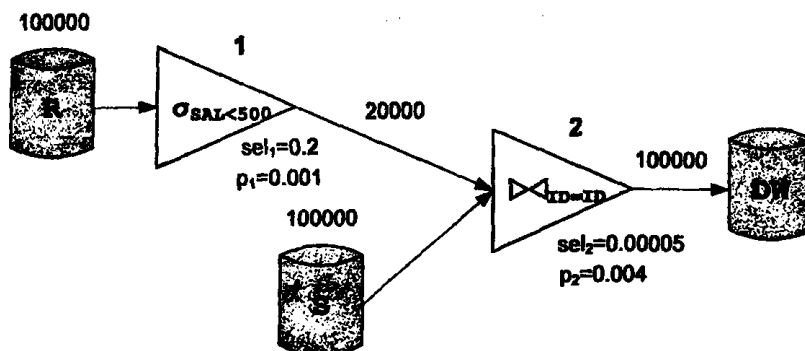 100000
1
R
σSAL<500
20000
2
sel₁=0.2
p₁=0.001
100000
⋈ID=ID
100000
DW
sel₂=0.00005
p₂=0.004
S